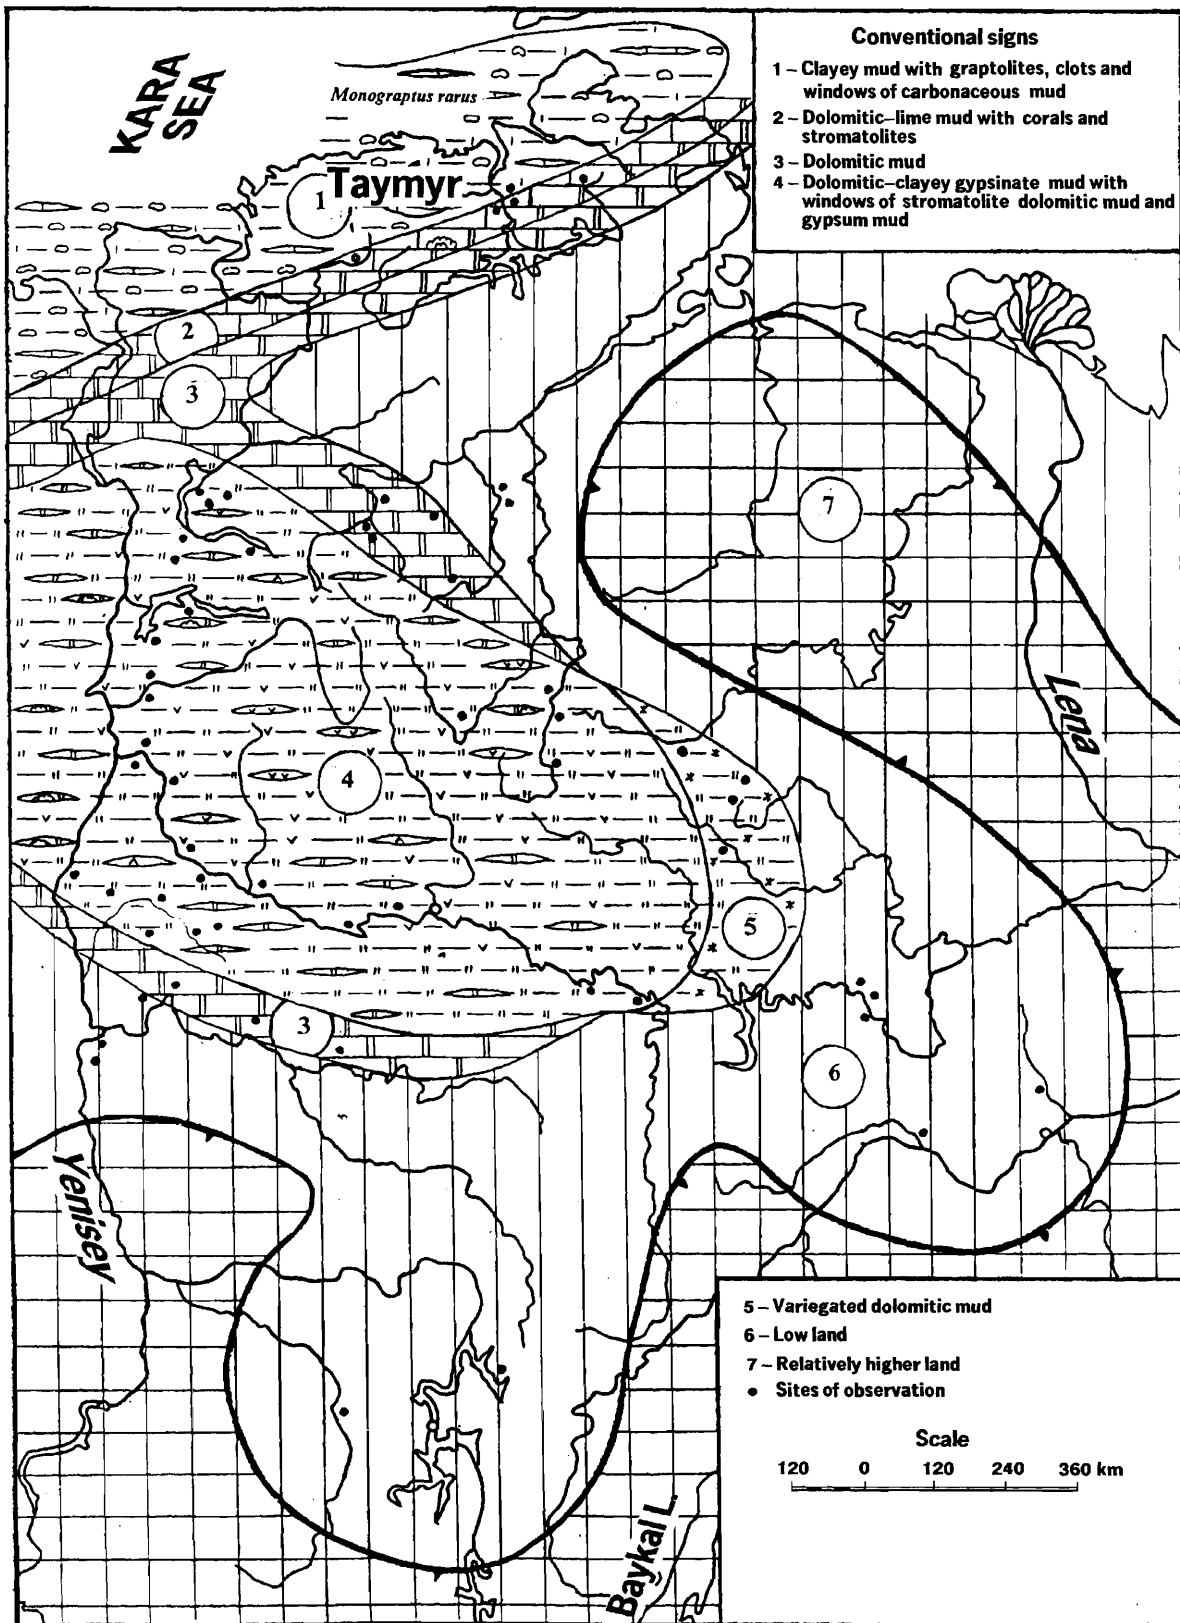 KARA
SEA
Conventional signs
1 – Clayey mud with graptolites, clots and
windows of carbonaceous mud
2 – Dolomitic–lime mud with corals and
stromatolites
3 – Dolomitic mud
4 – Dolomitic–clayey gypsinate mud with
windows of stromatolite dolomitic mud and
gypsum mud
Monograptus rarus
Taymyr
1
2
3
7
Lena
4
5
3
6
Yenisey
Baykal L.
5 – Variegated dolomitic mud
6 – Low land
7 – Relatively higher land
• Sites of observation
Scale
120 0 120 240 360 km